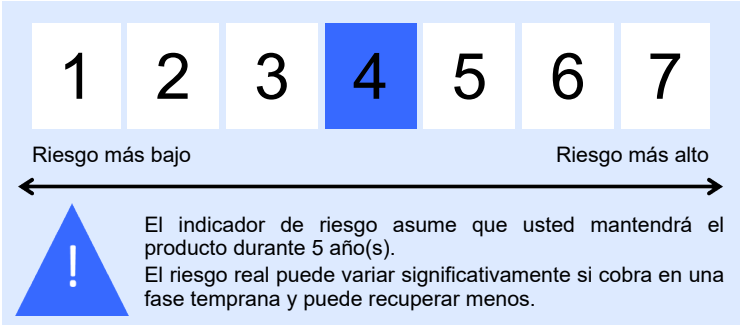 1 2 3 4 5 6 7
Riesgo más bajo Riesgo más alto
!
El indicador de riesgo asume que usted mantendrá el
producto durante 5 año(s).
El riesgo real puede variar significativamente si cobra en una
fase temprana y puede recuperar menos.